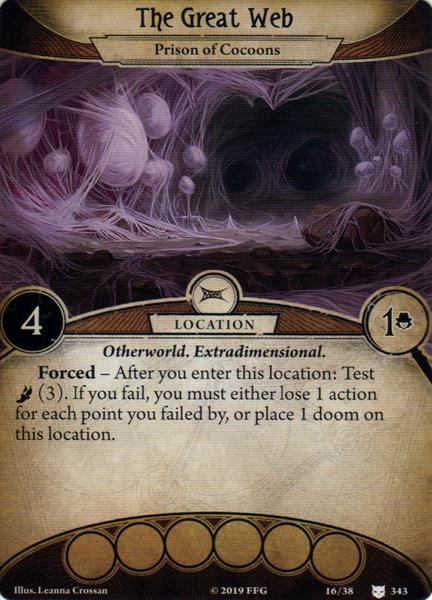 The Great Web
Prison of Cocoons
4
1
LOCATION
Otherworld. Extradimensional.
Forced – After you enter this location: Test
(3). If you fail, you must either lose 1 action
for each point you failed by, or place 1 doom on
this location.
Illus. Leanna Crossan
© 2019 FFG
16/38
343